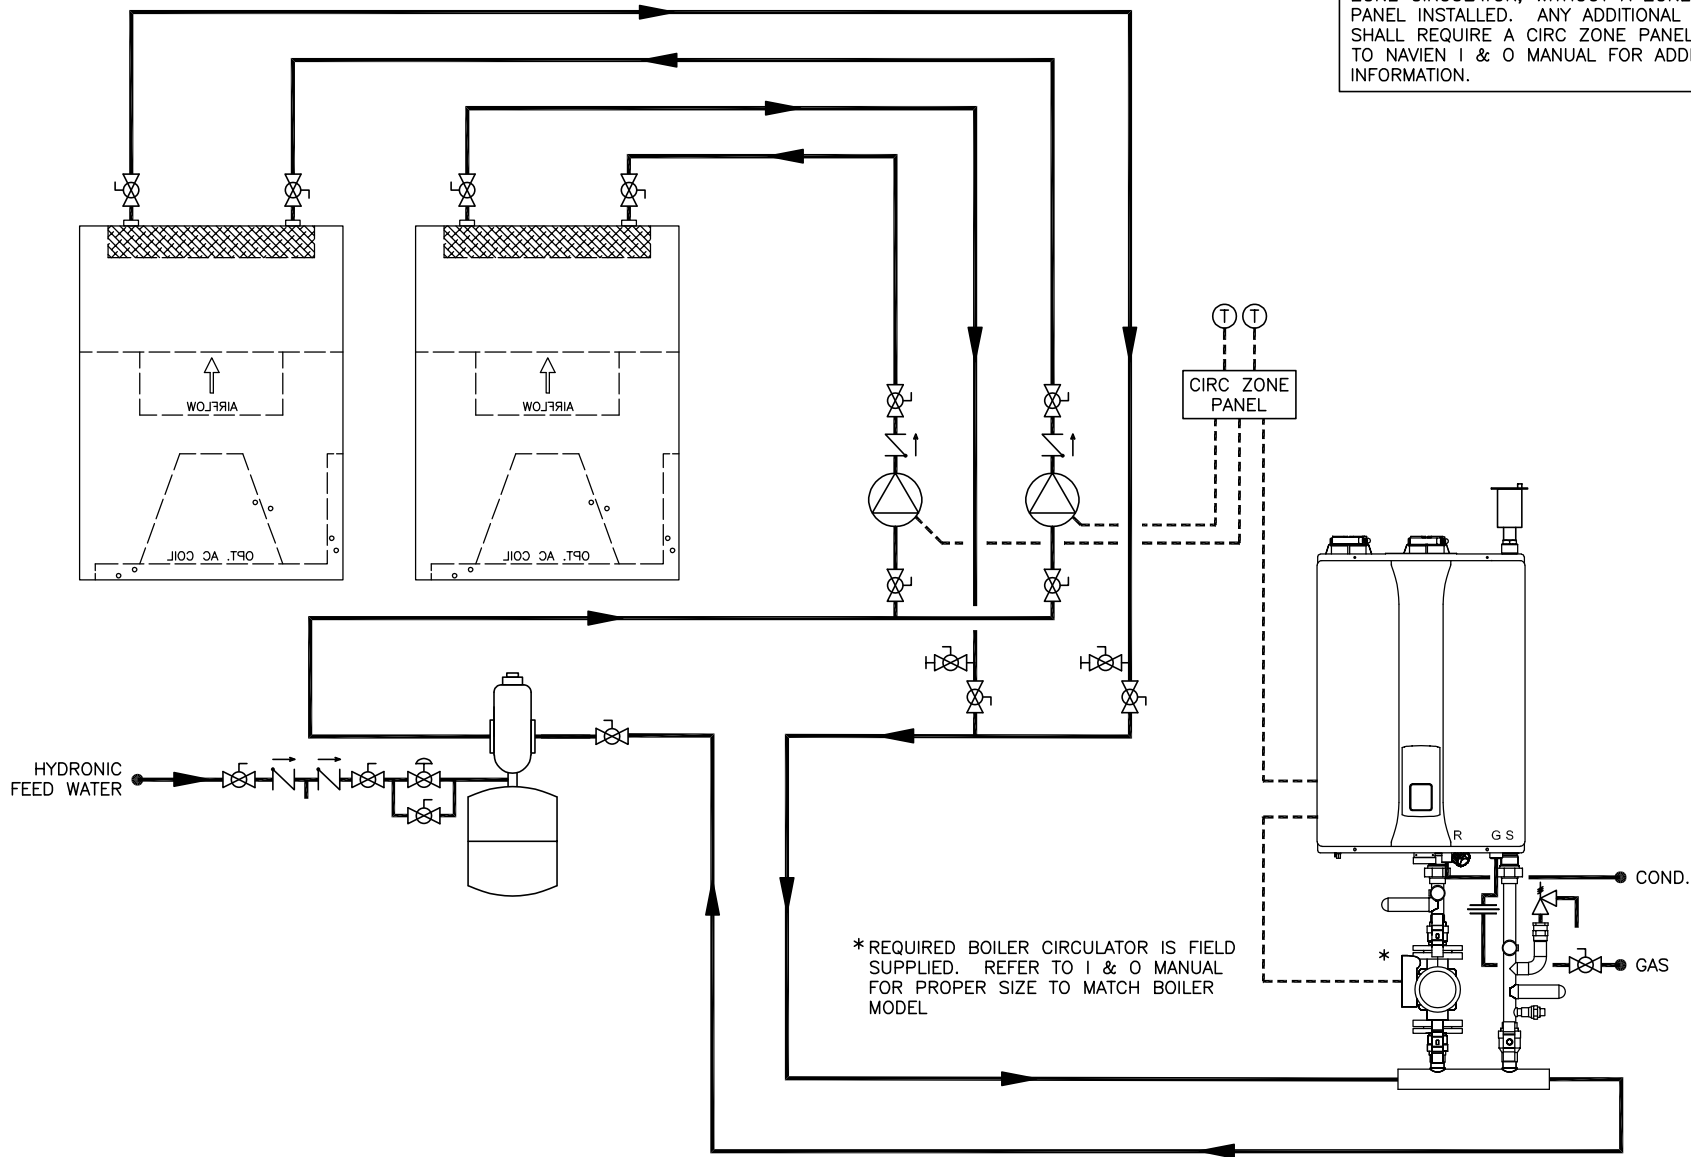 PANEL INSTALLED. ANY ADDITIONAL
SHALL REQUIRE A CIRC ZONE PANEL
TO NAVIEN I & O MANUAL FOR
INFORMATION.
T T
CIRC ZONE
PANEL
AIRFLOW
AIRFLOW
OPT. AC COIL
OPT. AC COIL
HYDRONIC
FEED WATER
R G S
COND.
GAS
*
* REQUIRED BOILER CIRCULATOR IS FIELD
SUPPLIED. REFER TO I & O MANUAL
FOR PROPER SIZE TO MATCH BOILER
MODEL